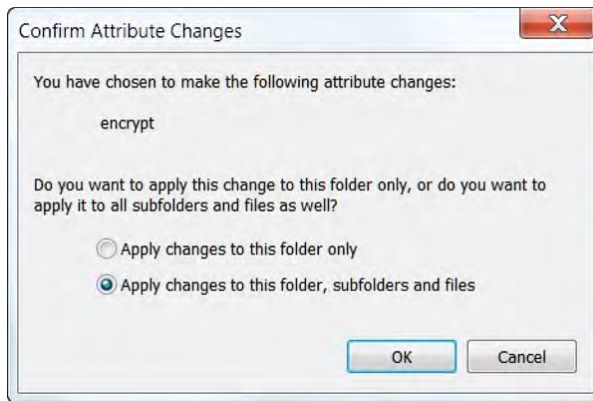 Confirm Attribute Changes
You have chosen to make the following attribute changes:
encrypt
Do you want to apply this change to this folder only, or do you want to
apply it to all subfolders and files as well?
Apply changes to this folder only
Apply changes to this folder, subfolders and files
OK Cancel